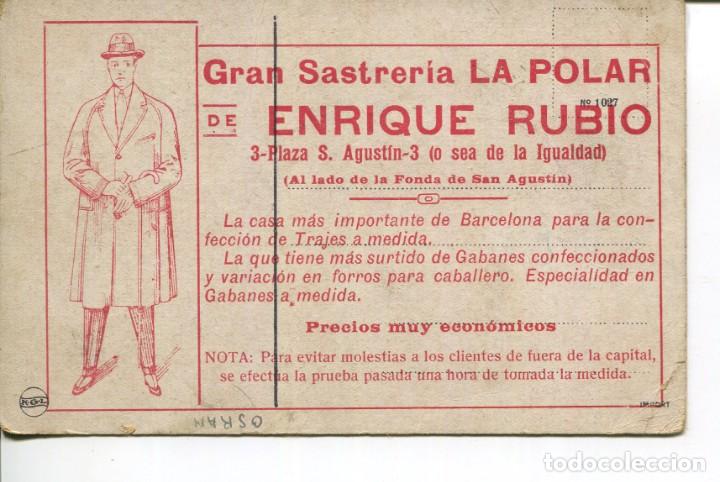 Gran Sastrería LA POLAR
Nº 1027
DE ENRIQUE RUBIO
3-Plaza S. Agustín-3 (o sea de la Igualdad)
(Al lado de la Fonda de San Agustín)
La casa más importante de Barcelona para la con-
fección de Trajes a medida.
La que tiene más surtido de Gabanes confeccionados
y variación en forros para caballero. Especialidad en
Gabanes a medida.
Precios muy económicos
NOTA: Para evitar molestias a los clientes de fuera de la capital,
se efectúa la prueba pasada una hora de tomada la medida.
IMPORT
OSRAN
todocoleccion
todocoleccion.net